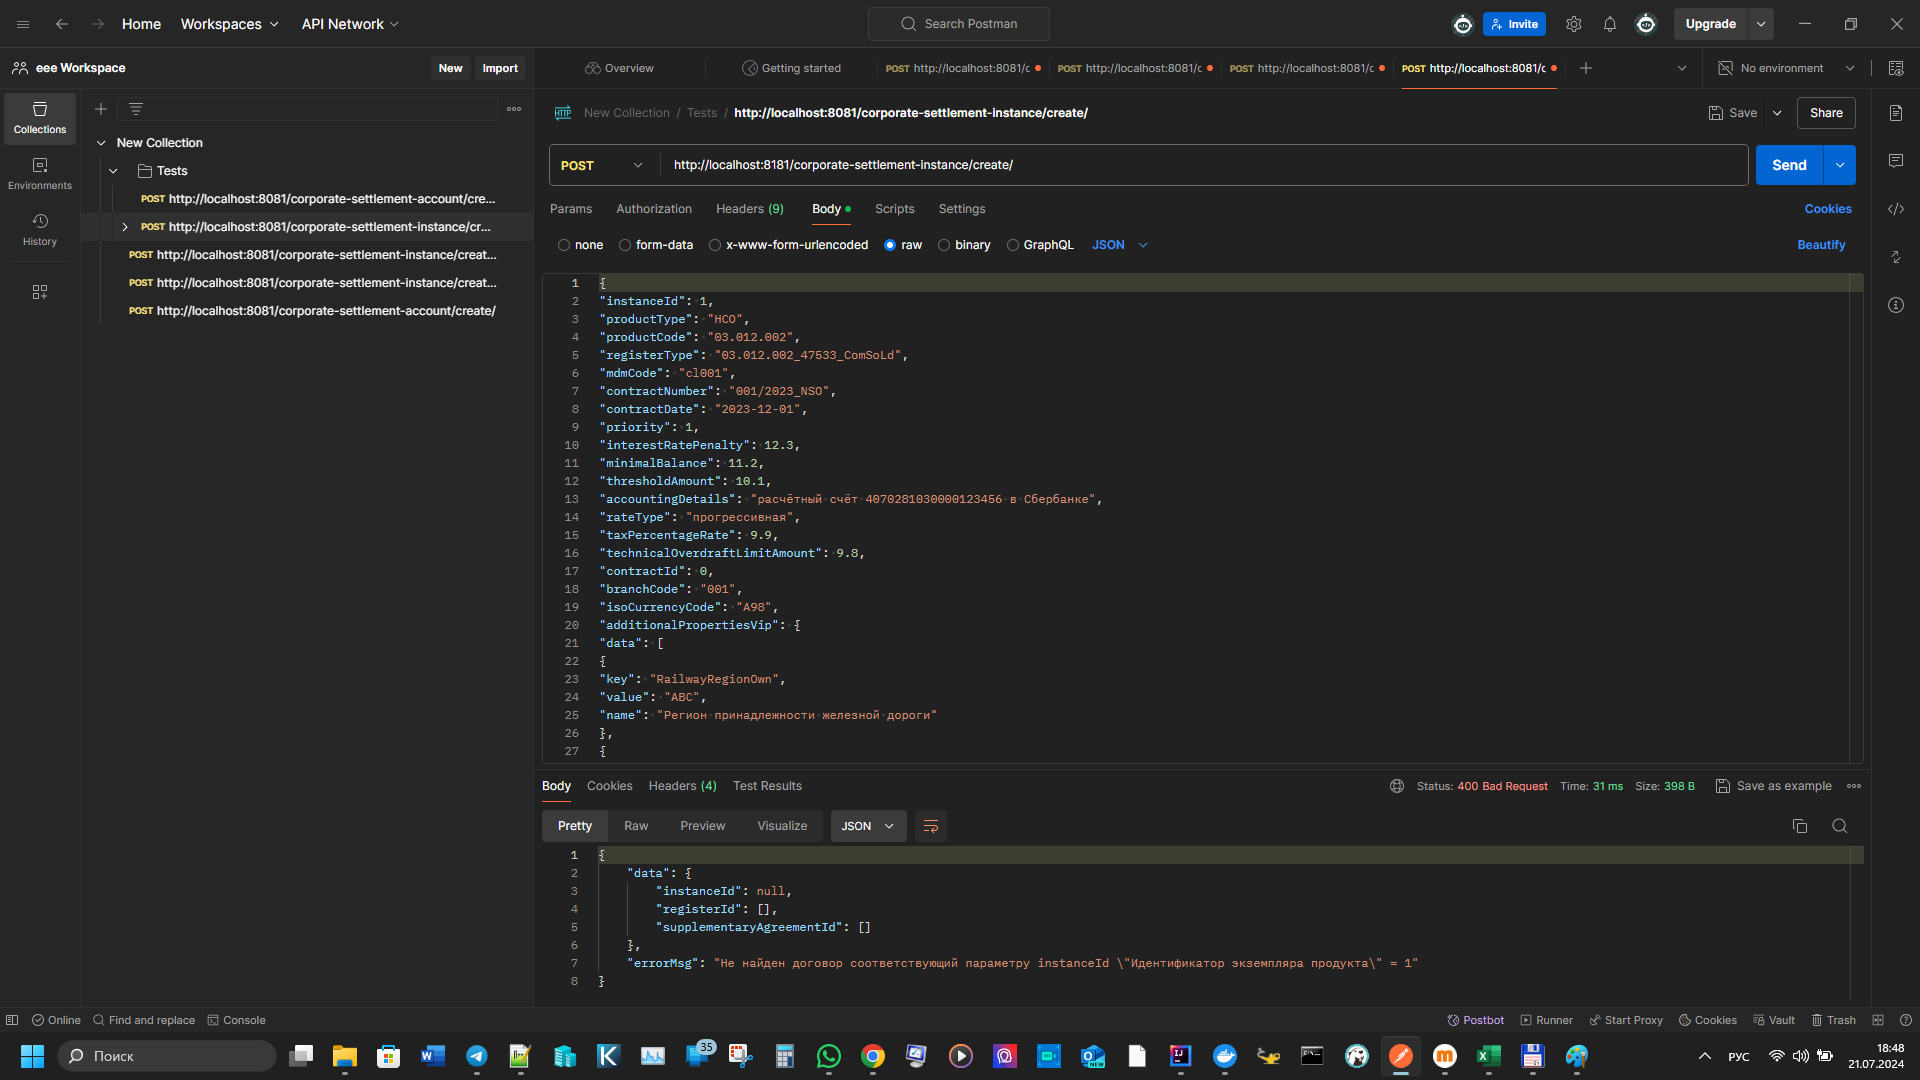 Home
Workspaces
API Network
Search Postman
Invite
Upgrade
eee Workspace
New
Import
Overview
Getting started
POST http://localhost:8081/c
POST http://localhost:8081/c
POST http://localhost:8081/c
POST http://localhost:8081/c
No environment
Collections
Environments
History
New Collection
Tests
POST http://localhost:8081/corporate-settlement-account/cre...
POST http://localhost:8081/corporate-settlement-instance/cr...
POST http://localhost:8081/corporate-settlement-instance/creat...
POST http://localhost:8081/corporate-settlement-instance/creat...
POST http://localhost:8081/corporate-settlement-account/create/
HTTP New Collection / Tests / http://localhost:8081/corporate-settlement-instance/create/
Save
Share
POST http://localhost:8181/corporate-settlement-instance/create/
Send
Params Authorization Headers (9) Body Scripts Settings
Cookies
none form-data x-www-form-urlencoded raw binary GraphQL JSON
Beautify
1 {
2 "instanceId": 1,
3 "productType": "НСО",
4 "productCode": "03.012.002",
5 "registerType": "03.012.002_47533_ComSoLd",
6 "mdmCode": "cl001",
7 "contractNumber": "001/2023_NSO",
8 "contractDate": "2023-12-01",
9 "priority": 1,
10 "interestRatePenalty": 12.3,
11 "minimalBalance": 11.2,
12 "thresholdAmount": 10.1,
13 "accountingDetails": "расчётный счёт 4070281030000123456 в Сбербанке",
14 "rateType": "прогрессивная",
15 "taxPercentageRate": 9.9,
16 "technicalOverdraftLimitAmount": 9.8,
17 "contractId": 0,
18 "branchCode": "001",
19 "isoCurrencyCode": "A98",
20 "additionalPropertiesVip": {
21 "data": [
22 {
23 "key": "RailwayRegionOwn",
24 "value": "ABC",
25 "name": "Регион принадлежности железной дороги"
26 },
27 {
Body Cookies Headers (4) Test Results
Status: 400 Bad Request Time: 31 ms Size: 398 B Save as example
Pretty Raw Preview Visualize JSON
1 {
2 "data": {
3 "instanceId": null,
4 "registerId": [],
5 "supplementaryAgreementId": []
6 },
7 "errorMsg": "Не найден договор соответствующий параметру instanceId \"Идентификатор экземпляра продукта\" = 1"
8 }
Online Find and replace Console
Postbot Runner Start Proxy Cookies Vault Trash
Поиск
35
NEW
РУС
18:48
21.07.2024